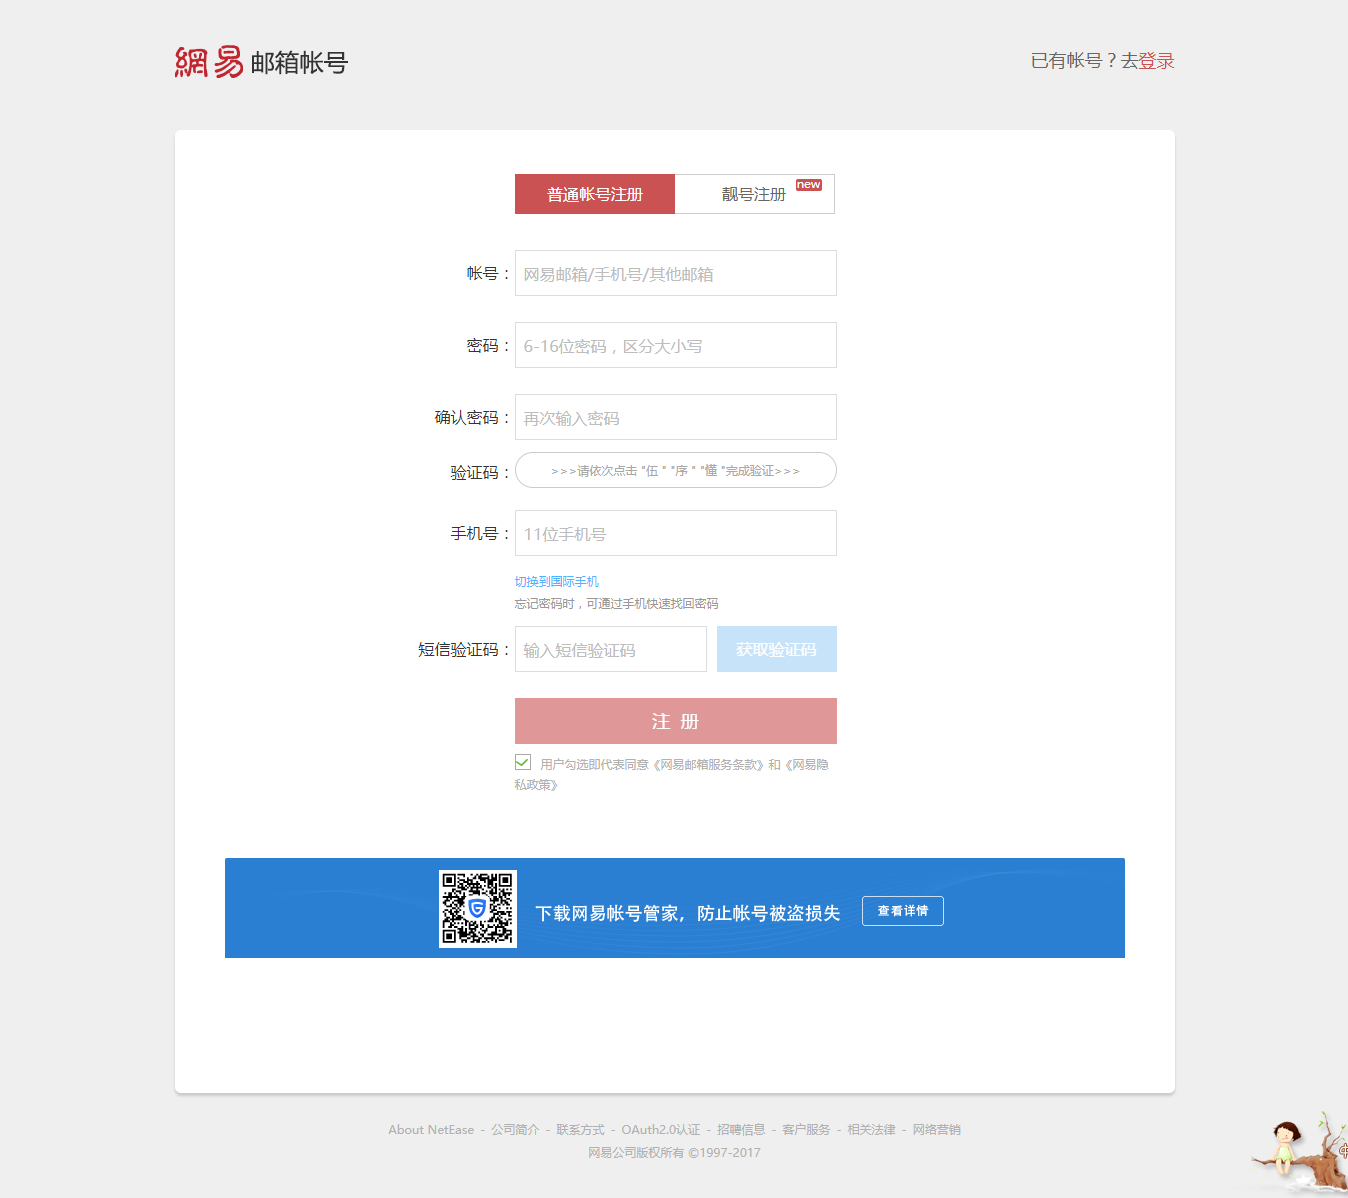 網易 邮箱帐号
已有帐号？去登录
普通帐号注册
靓号注册 new
帐号：
网易邮箱/手机号/其他邮箱
密码：
6-16位密码，区分大小写
确认密码：
再次输入密码
验证码：
>>>请依次点击 "伍 " "序 " "懂 "完成验证>>>
手机号：
11位手机号
切换到国际手机
忘记密码时，可通过手机快速找回密码
短信验证码：
输入短信验证码
获取验证码
注 册
用户勾选即代表同意《网易邮箱服务条款》和《网易隐
私政策》
下载网易帐号管家，防止帐号被盗损失
查看详情
About NetEase - 公司简介 - 联系方式 - OAuth2.0认证 - 招聘信息 - 客户服务 - 相关法律 - 网络营销
网易公司版权所有 ©1997-2017